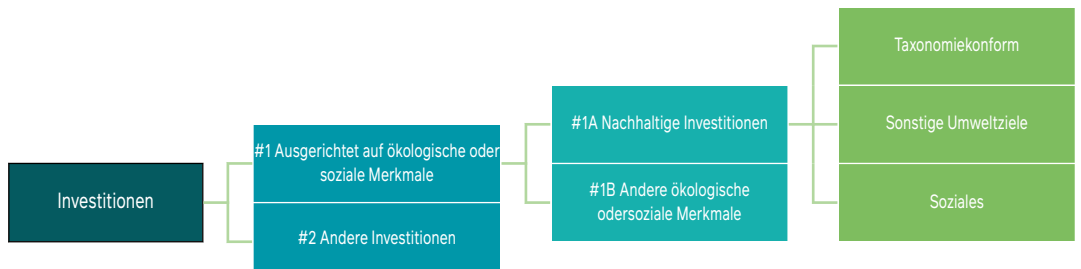 Investitionen
#1 Ausgerichtet auf ökologische oder
soziale Merkmale
#2 Andere Investitionen
#1A Nachhaltige Investitionen
#1B Andere ökologische
odersoziale Merkmale
Taxonomiekonform
Sonstige Umweltziele
Soziales